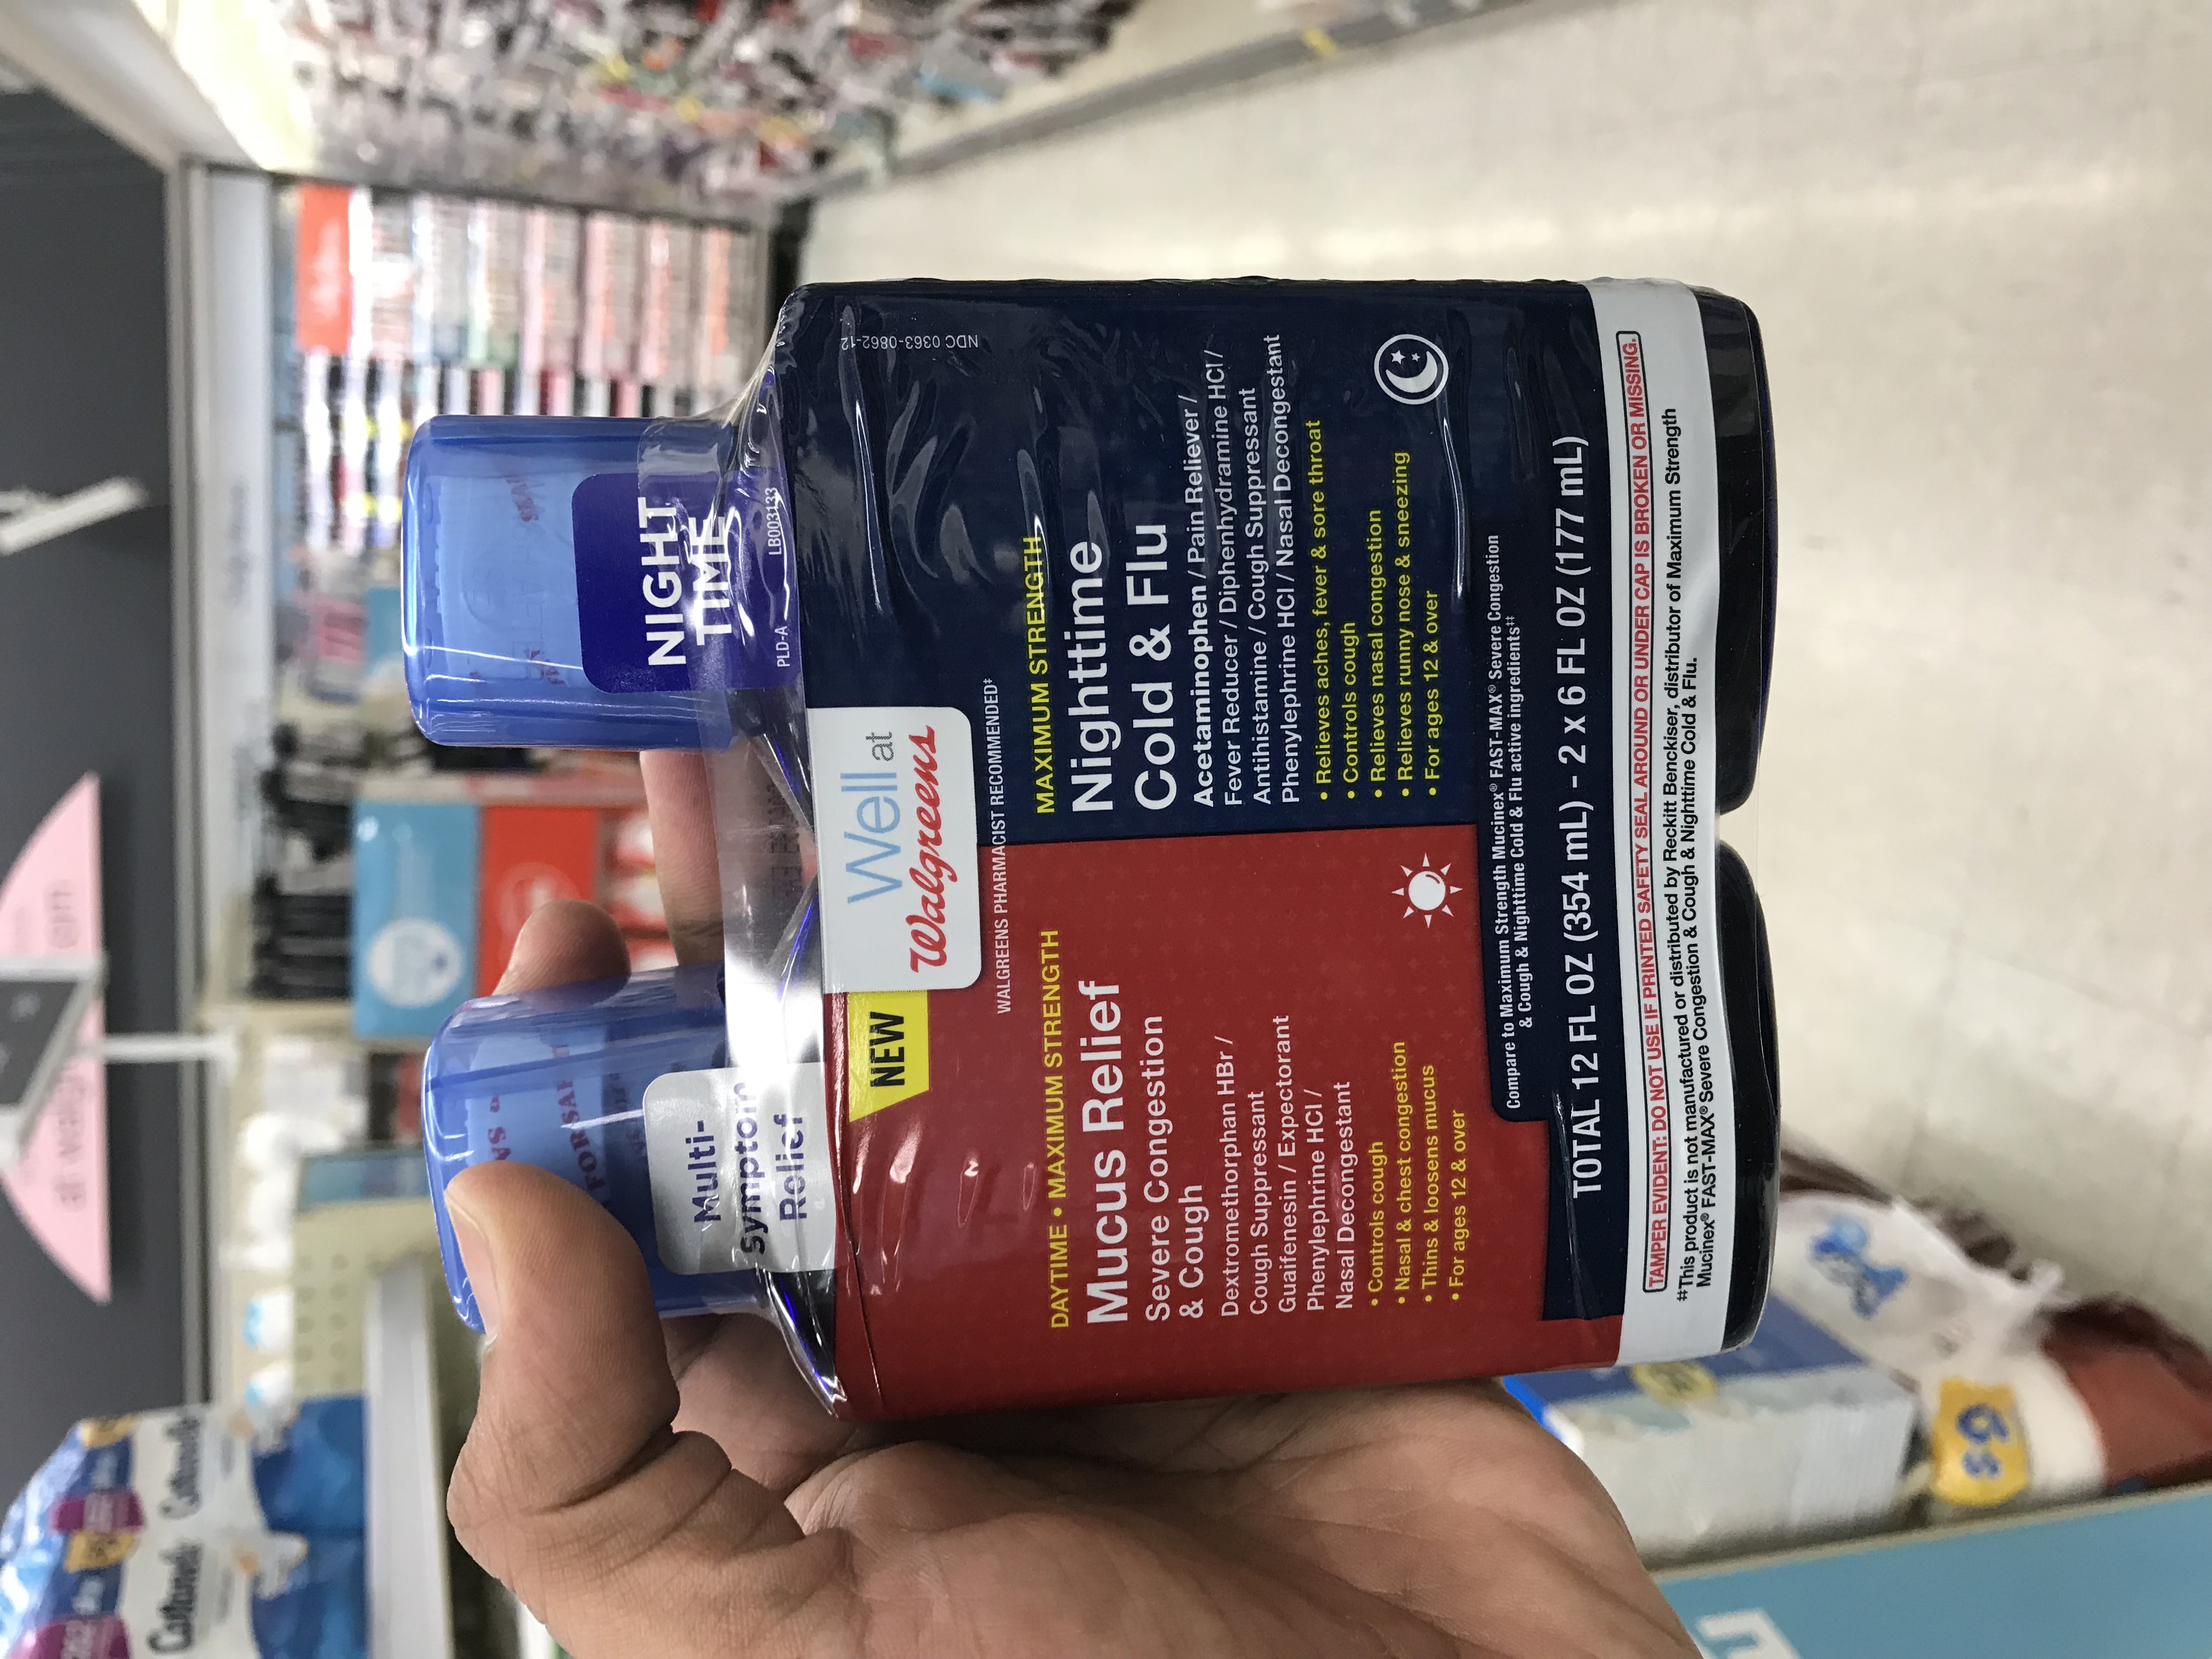 Cottonelle
Cottonelle
Multi-
Symptom
Relief
NIGHT
TIME
PLD-A LB003133
NEW
Well at
Walgreens
NDC 0363-0862-12
WALGREENS PHARMACIST RECOMMENDED‡
DAYTIME • MAXIMUM STRENGTH
Mucus Relief
Severe Congestion
& Cough
Dextromethorphan HBr /
Cough Suppressant
Guaifenesin / Expectorant
Phenylephrine HCl /
Nasal Decongestant
• Controls cough
• Nasal & chest congestion
• Thins & loosens mucus
• For ages 12 & over
MAXIMUM STRENGTH
Nighttime
Cold & Flu
Acetaminophen / Pain Reliever /
Fever Reducer / Diphenhydramine HCl /
Antihistamine / Cough Suppressant
Phenylephrine HCl / Nasal Decongestant
• Relieves aches, fever & sore throat
• Controls cough
• Relieves nasal congestion
• Relieves runny nose & sneezing
• For ages 12 & over
Compare to Maximum Strength Mucinex® FAST-MAX® Severe Congestion
& Cough & Nighttime Cold & Flu active ingredients‡‡
TOTAL 12 FL OZ (354 mL) - 2 x 6 FL OZ (177 mL)
TAMPER EVIDENT: DO NOT USE IF PRINTED SAFETY SEAL AROUND OR UNDER CAP IS BROKEN OR MISSING.
‡‡This product is not manufactured or distributed by Reckitt Benckiser, distributor of Maximum Strength
Mucinex® FAST-MAX® Severe Congestion & Cough & Nighttime Cold & Flu.